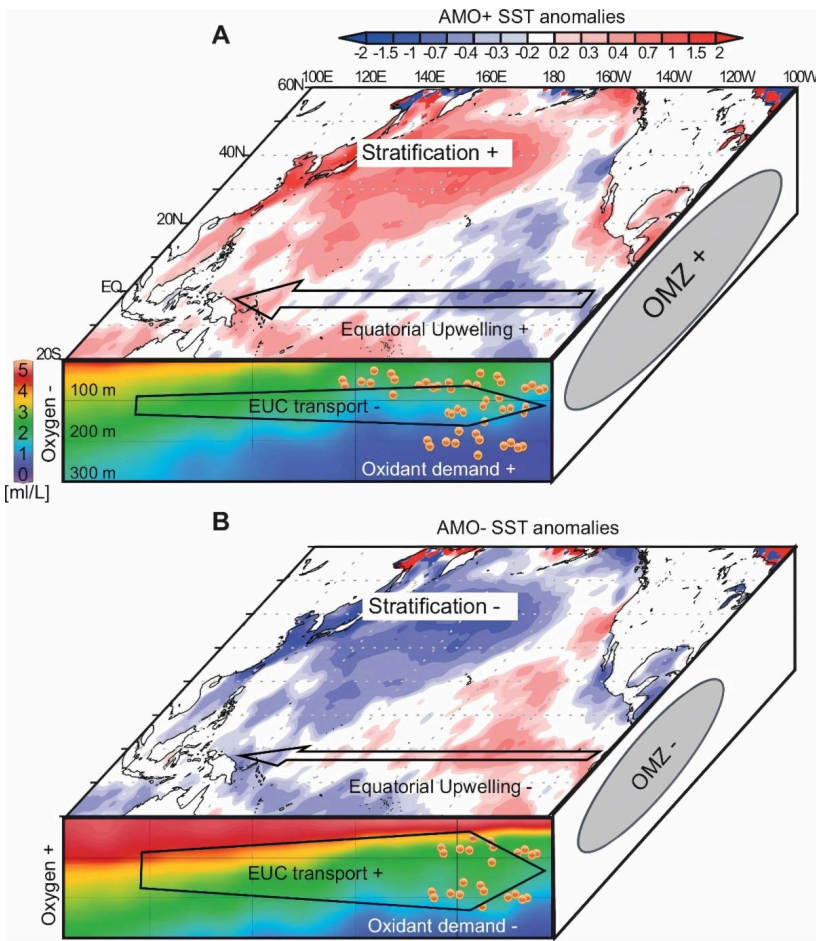 AMO+ SST anomalies
A
-2 -1.5 -1 -0.7 -0.4 -0.3 -0.2 0.2 0.3 0.4 0.7 1 1.5 2
60N 100E 120E 140E 160E 180 160W 140W 120W 100W
Stratification +
40N
20N
OMZ +
EQ
Equatorial Upwelling +
20S
5
4
3
2
1
0
Oxygen -
[ml/L]
100 m
EUC transport -
200 m
Oxidant demand +
300 m
B
AMO- SST anomalies
Stratification -
OMZ -
Equatorial Upwelling -
Oxygen +
EUC transport +
Oxidant demand -